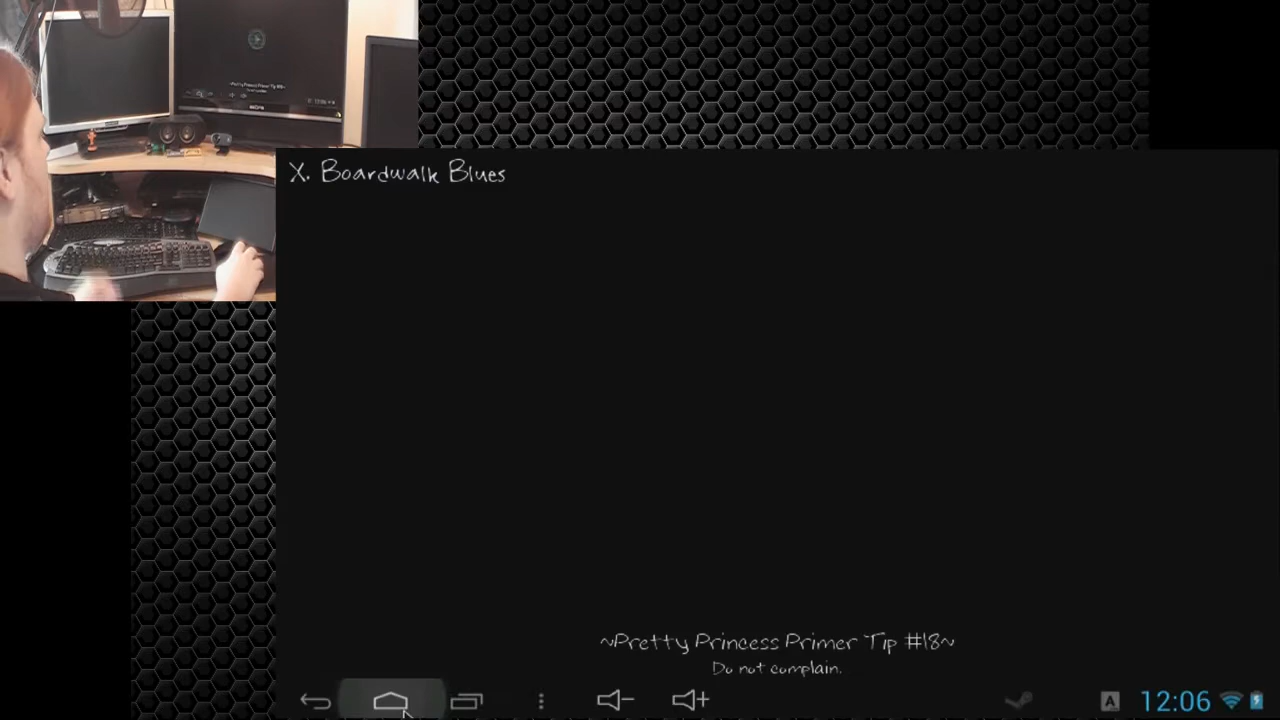 X. Boardwalk Blues
~Pretty Princess Primer Tip #18~
Do not complain.
A 12:06